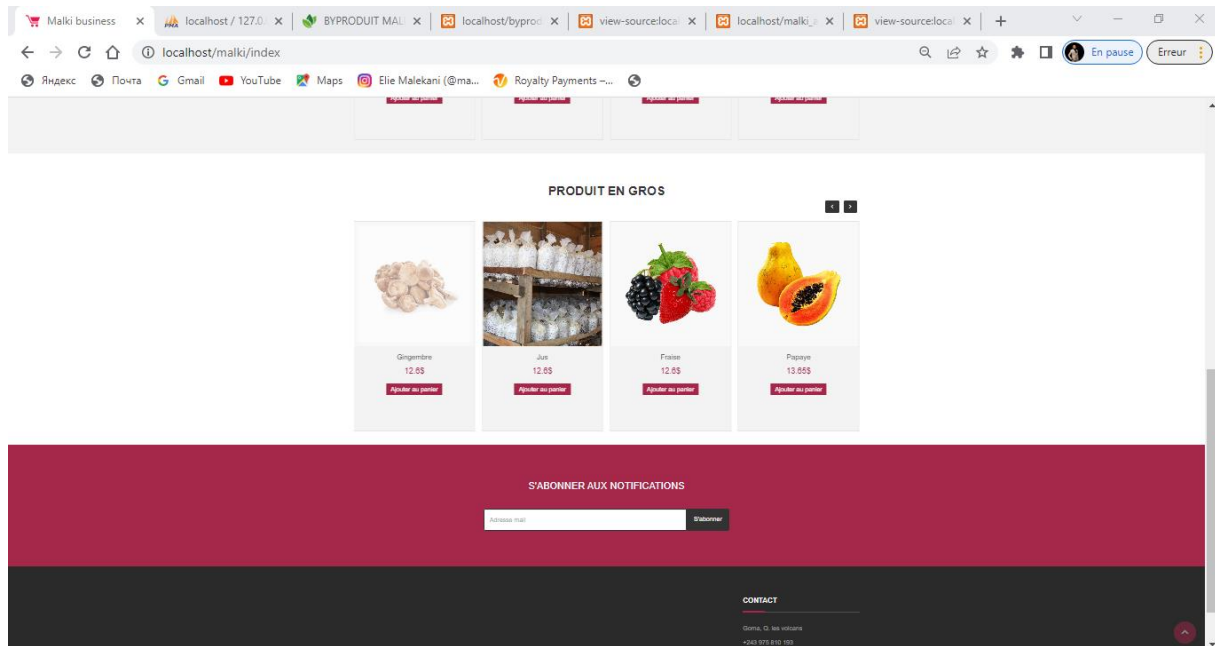 Malki business
localhost / 127.0.
BYPRODUIT MAL
localhost/byprod
view-source:local
localhost/malki_a
view-source:local
localhost/malki/index
En pause
Erreur
Яндекс
Почта
Gmail
YouTube
Maps
Elie Malekani (@ma...
Royalty Payments –...
Ajouter au panier Ajouter au panier Ajouter au panier Ajouter au panier
PRODUIT EN GROS
Gingembre Jus Fraise Papaye
12.6$ 12.6$ 12.6$ 13.65$
Ajouter au panier Ajouter au panier Ajouter au panier Ajouter au panier
S'ABONNER AUX NOTIFICATIONS
Adresse mail
S'abonner
CONTACT
Goma, Q. les volcans
+243 975 810 193